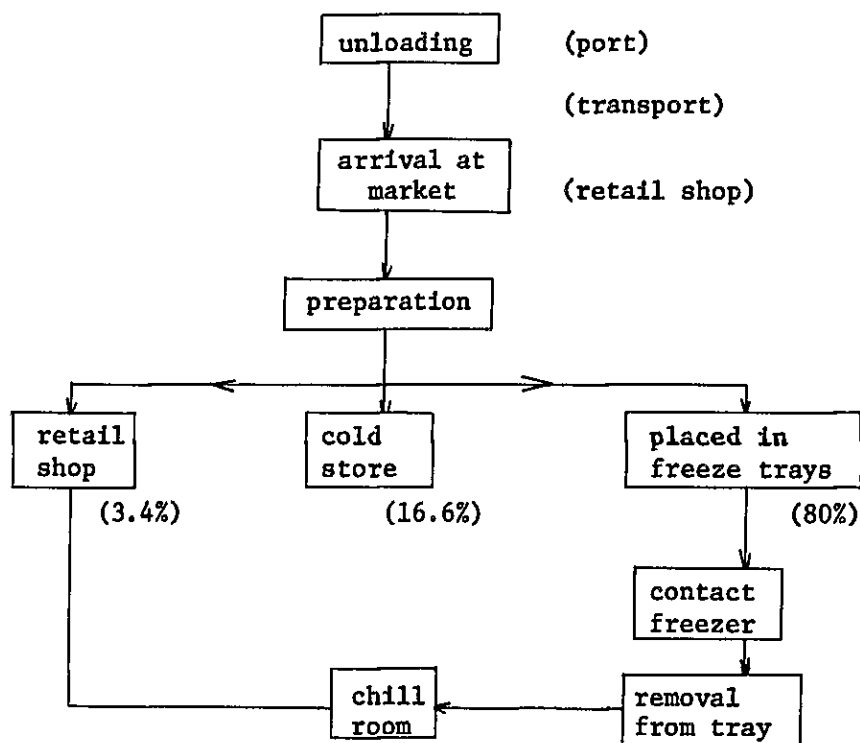 unloading (port)
(transport)
arrival at
market
(retail shop)
preparation
retail
shop
(3.4%)
cold
store
(16.6%)
placed in
freeze trays
(80%)
contact
freezer
removal
from tray
chill
room